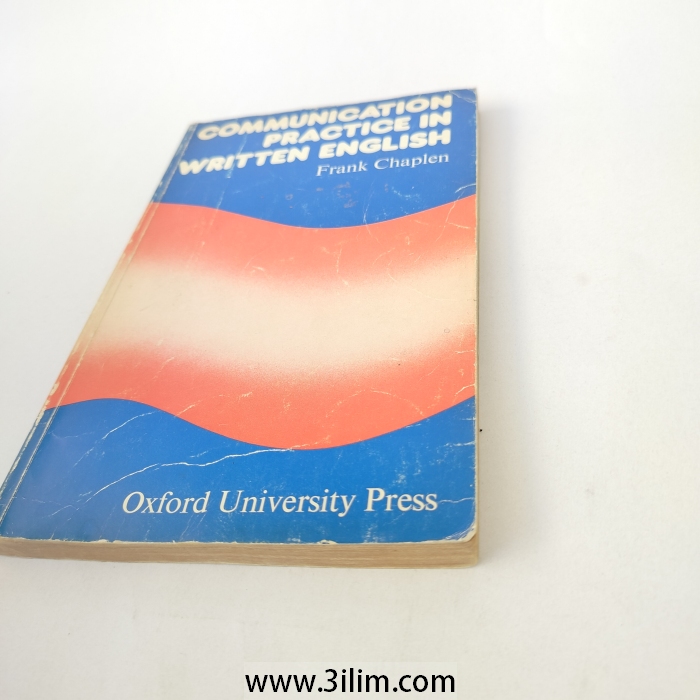 COMMUNICATION
PRACTICE IN
WRITTEN ENGLISH
Frank Chaplen
Oxford University Press
www.3ilim.com